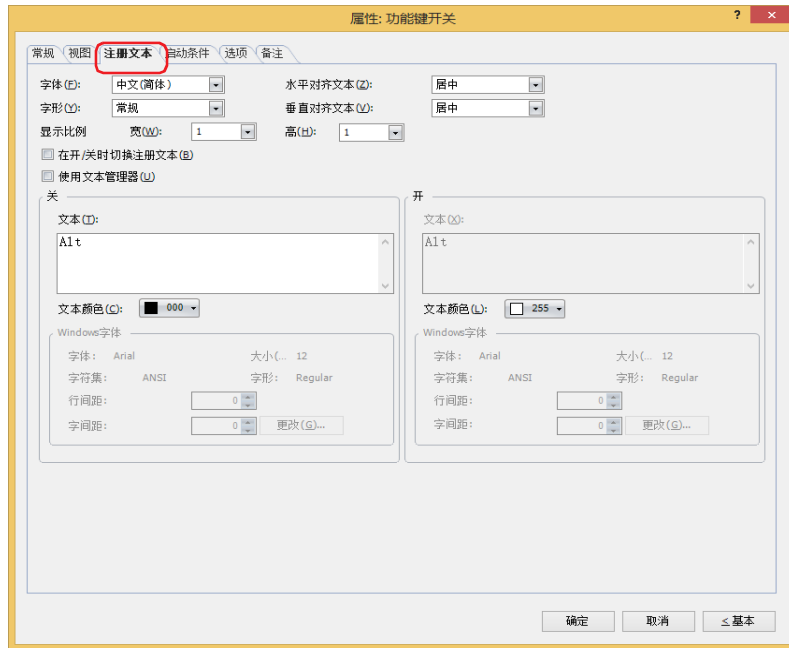 属性: 功能键开关
? ×
常规 视图 注册文本 启动条件 选项 备注
字体(F): 中文(简体) 水平对齐文本(Z): 居中
字形(Y): 常规 垂直对齐文本(V): 居中
显示比例 宽(W): 1 高(H): 1
在开/关时切换注册文本(B)
使用文本管理器(U)
关
文本(T):
Alt
文本颜色(C): 000
Windows字体
字体: Arial 大小(... 12
字符集: ANSI 字形: Regular
行间距: 0
字间距: 0 更改(G)...
开
文本(X):
Alt
文本颜色(L): 255
Windows字体
字体: Arial 大小(... 12
字符集: ANSI 字形: Regular
行间距: 0
字间距: 0 更改(G)...
确定 取消 ≤基本